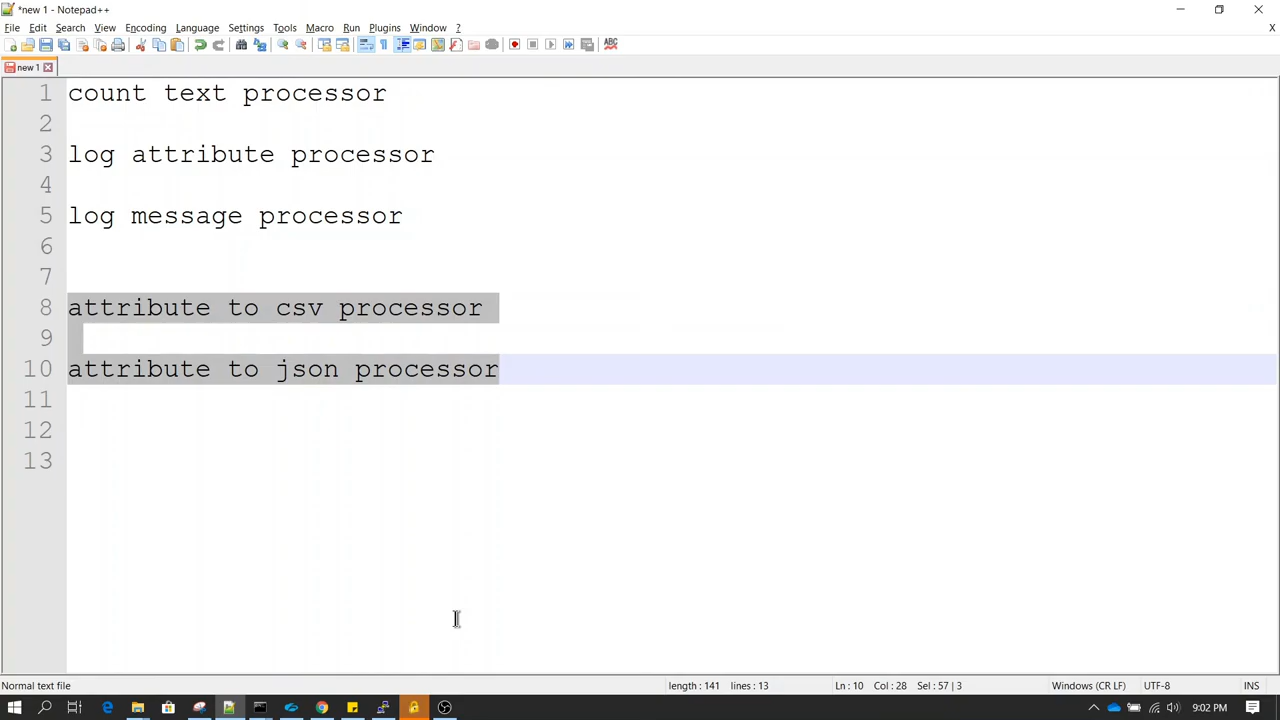 *new 1 - Notepad++
File Edit Search View Encoding Language Settings Tools Macro Run Plugins Window ?
X
new 1
1 count text processor
2
3 log attribute processor
4
5 log message processor
6
7
8 attribute to csv processor
9
10 attribute to json processor
11
12
13
Normal text file length : 141 lines : 13 Ln : 10 Col : 28 Sel : 57 | 3 Windows (CR LF) UTF-8 INS
9:02 PM